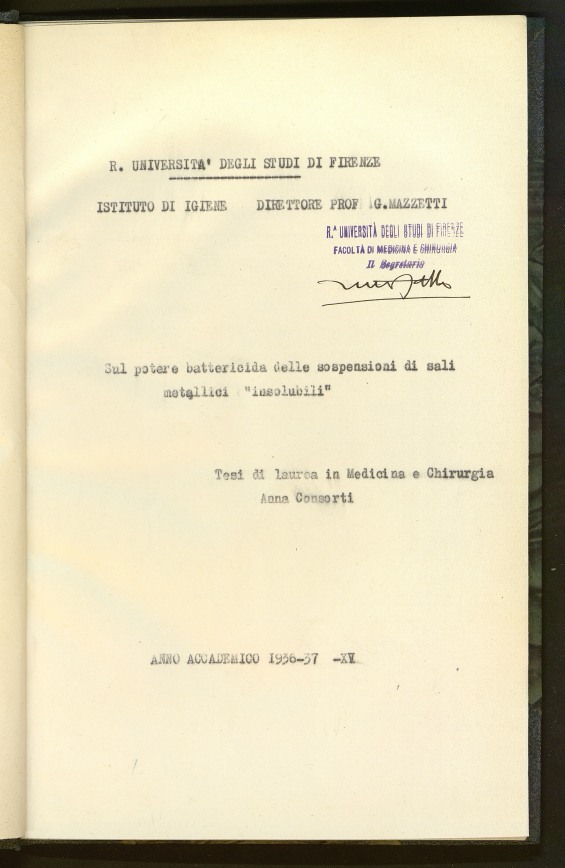 R. UNIVERSITA' DEGLI STUDI DI FIRENZE
ISTITUTO DI IGIENE DIRETTORE PROF G.MAZZETTI
R.ᴬ UNIVERSITÀ DEGLI STUDI DI FIRENZE
FACOLTÀ DI MEDICINA E CHIRURGIA
Il Segretario
Sul potere battericida delle sospensioni di sali
metallici "insolubili"
Tesi di laurea in Medicina e Chirurgia
Anna Consorti
ANNO ACCADEMICO 1936-37 -XV